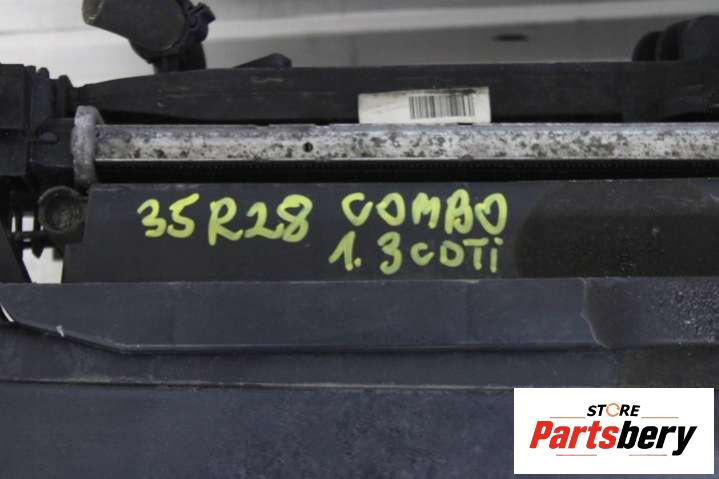 35R28 COMBO
1.3CDTi
STORE
Partsbery